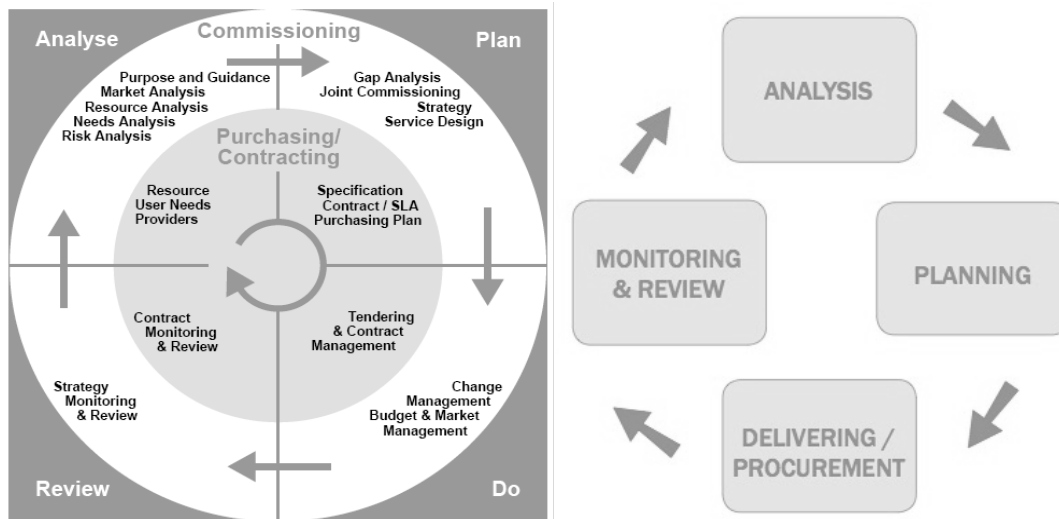 Analyse
Commissioning
Plan
Purpose and Guidance
Market Analysis
Resource Analysis
Needs Analysis
Risk Analysis
Gap Analysis
Joint Commissioning
Strategy
Service Design
Purchasing/
Contracting
Resource
User Needs
Providers
Specification
Contract / SLA
Purchasing Plan
Contract
Monitoring
& Review
Tendering
& Contract
Management
Strategy
Monitoring
& Review
Change
Management
Budget & Market
Management
Review
Do
ANALYSIS
MONITORING
& REVIEW
PLANNING
DELIVERING /
PROCUREMENT